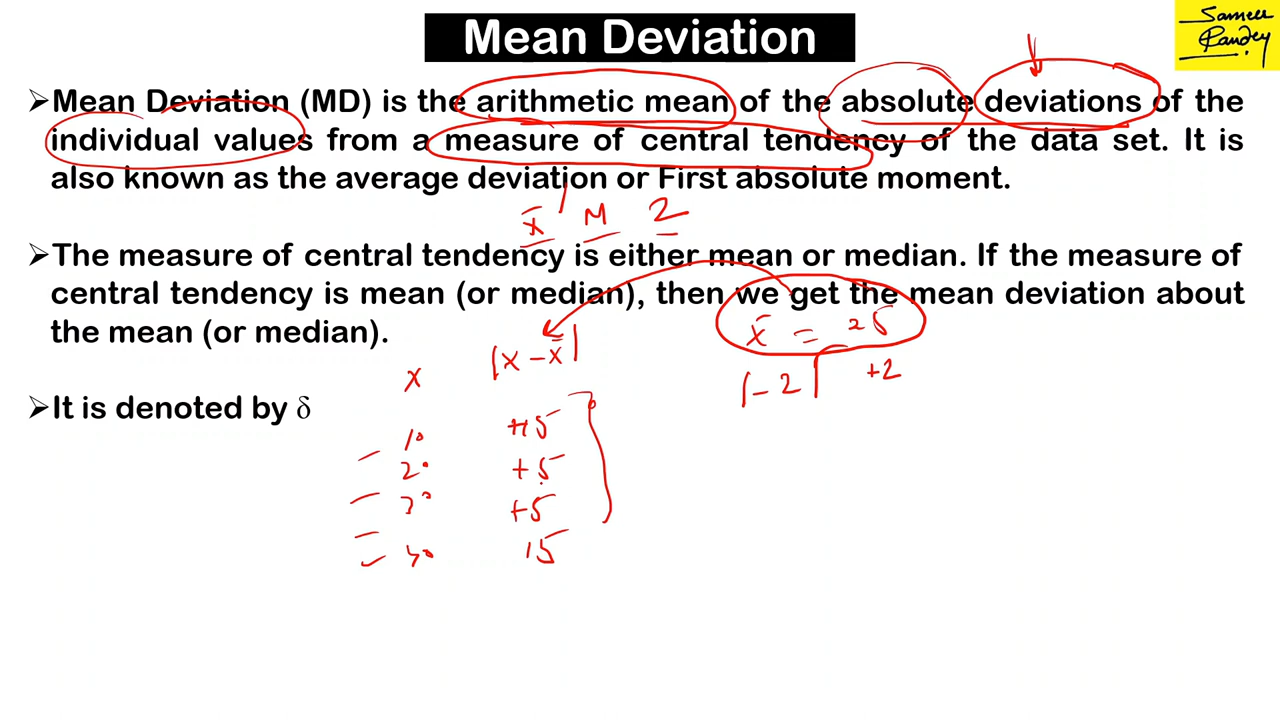 Mean Deviation
Sameer
Pandey
➤Mean Deviation (MD) is the arithmetic mean of the absolute deviations of the
individual values from a measure of central tendency of the data set. It is
also known as the average deviation or First absolute moment.
x̄ M Z
➤The measure of central tendency is either mean or median. If the measure of
central tendency is mean (or median), then we get the mean deviation about
the mean (or median).
x̄ = 25
x |x - x̄|
|-2| +2
➤It is denoted by δ
10 +15
20 +5
30 +5
40 15